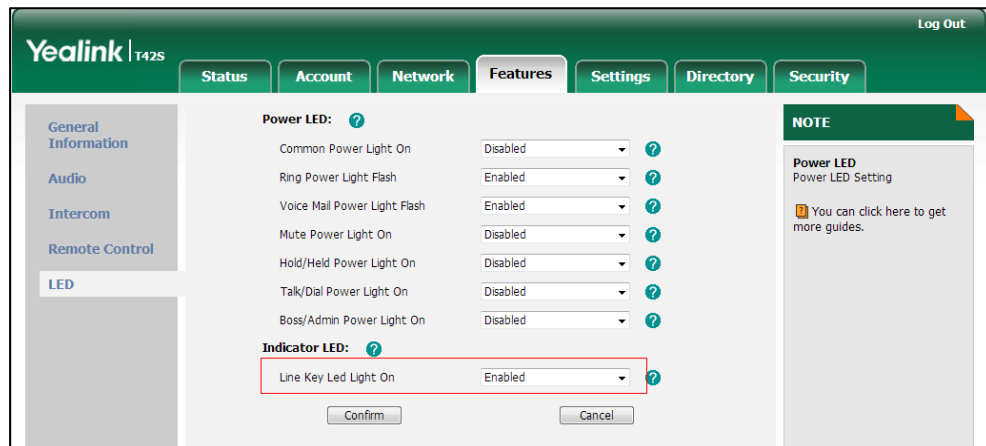 Log Out
Yealink T42S
Status Account Network Features Settings Directory Security
General
Information
Audio
Intercom
Remote Control
LED
Power LED: ?
Common Power Light On Disabled ?
Ring Power Light Flash Enabled ?
Voice Mail Power Light Flash Enabled ?
Mute Power Light On Disabled ?
Hold/Held Power Light On Disabled ?
Talk/Dial Power Light On Disabled ?
Boss/Admin Power Light On Disabled ?
Indicator LED: ?
Line Key Led Light On Enabled ?
Confirm Cancel
NOTE
Power LED
Power LED Setting
? You can click here to get
more guides.